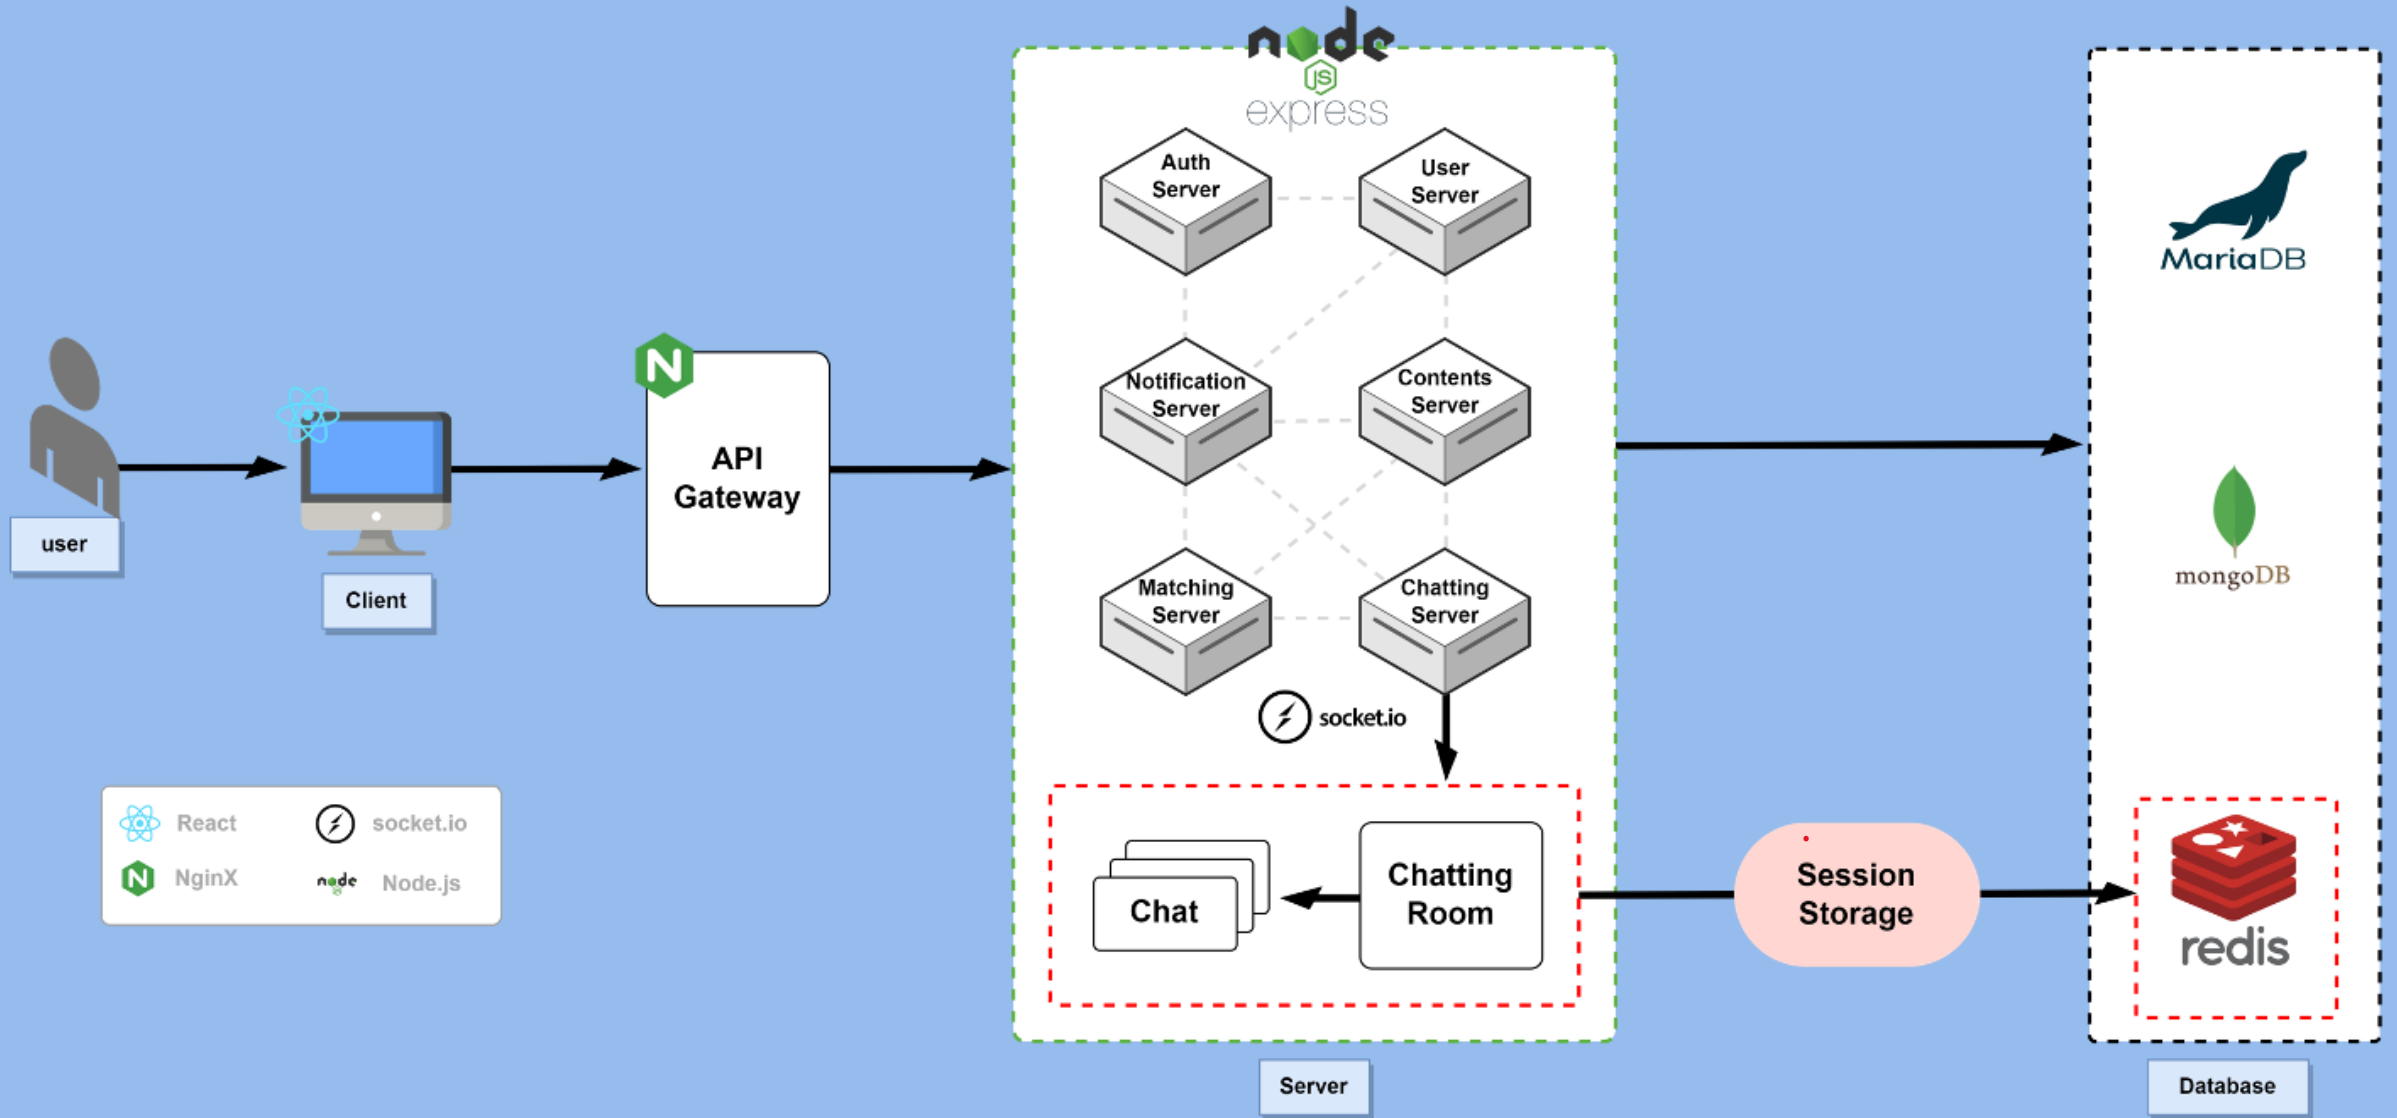 node
JS
express
Auth
Server
User
Server
MariaDB
Notification
Server
Contents
Server
N
API
Gateway
user
Client
mongoDB
Matching
Server
Chatting
Server
socket.io
React
socket.io
N
NginX
node
Node.js
Chat
Chatting
Room
Session
Storage
redis
Server
Database